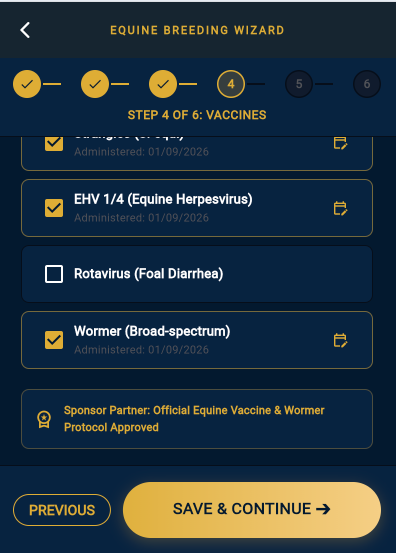 EQUINE BREEDING WIZARD
4
5
6
STEP 4 OF 6: VACCINES
Administered: 01/09/2026
EHV 1/4 (Equine Herpesvirus)
Administered: 01/09/2026
Rotavirus (Foal Diarrhea)
Wormer (Broad-spectrum)
Administered: 01/09/2026
Sponsor Partner: Official Equine Vaccine & Wormer
Protocol Approved
PREVIOUS
SAVE & CONTINUE →